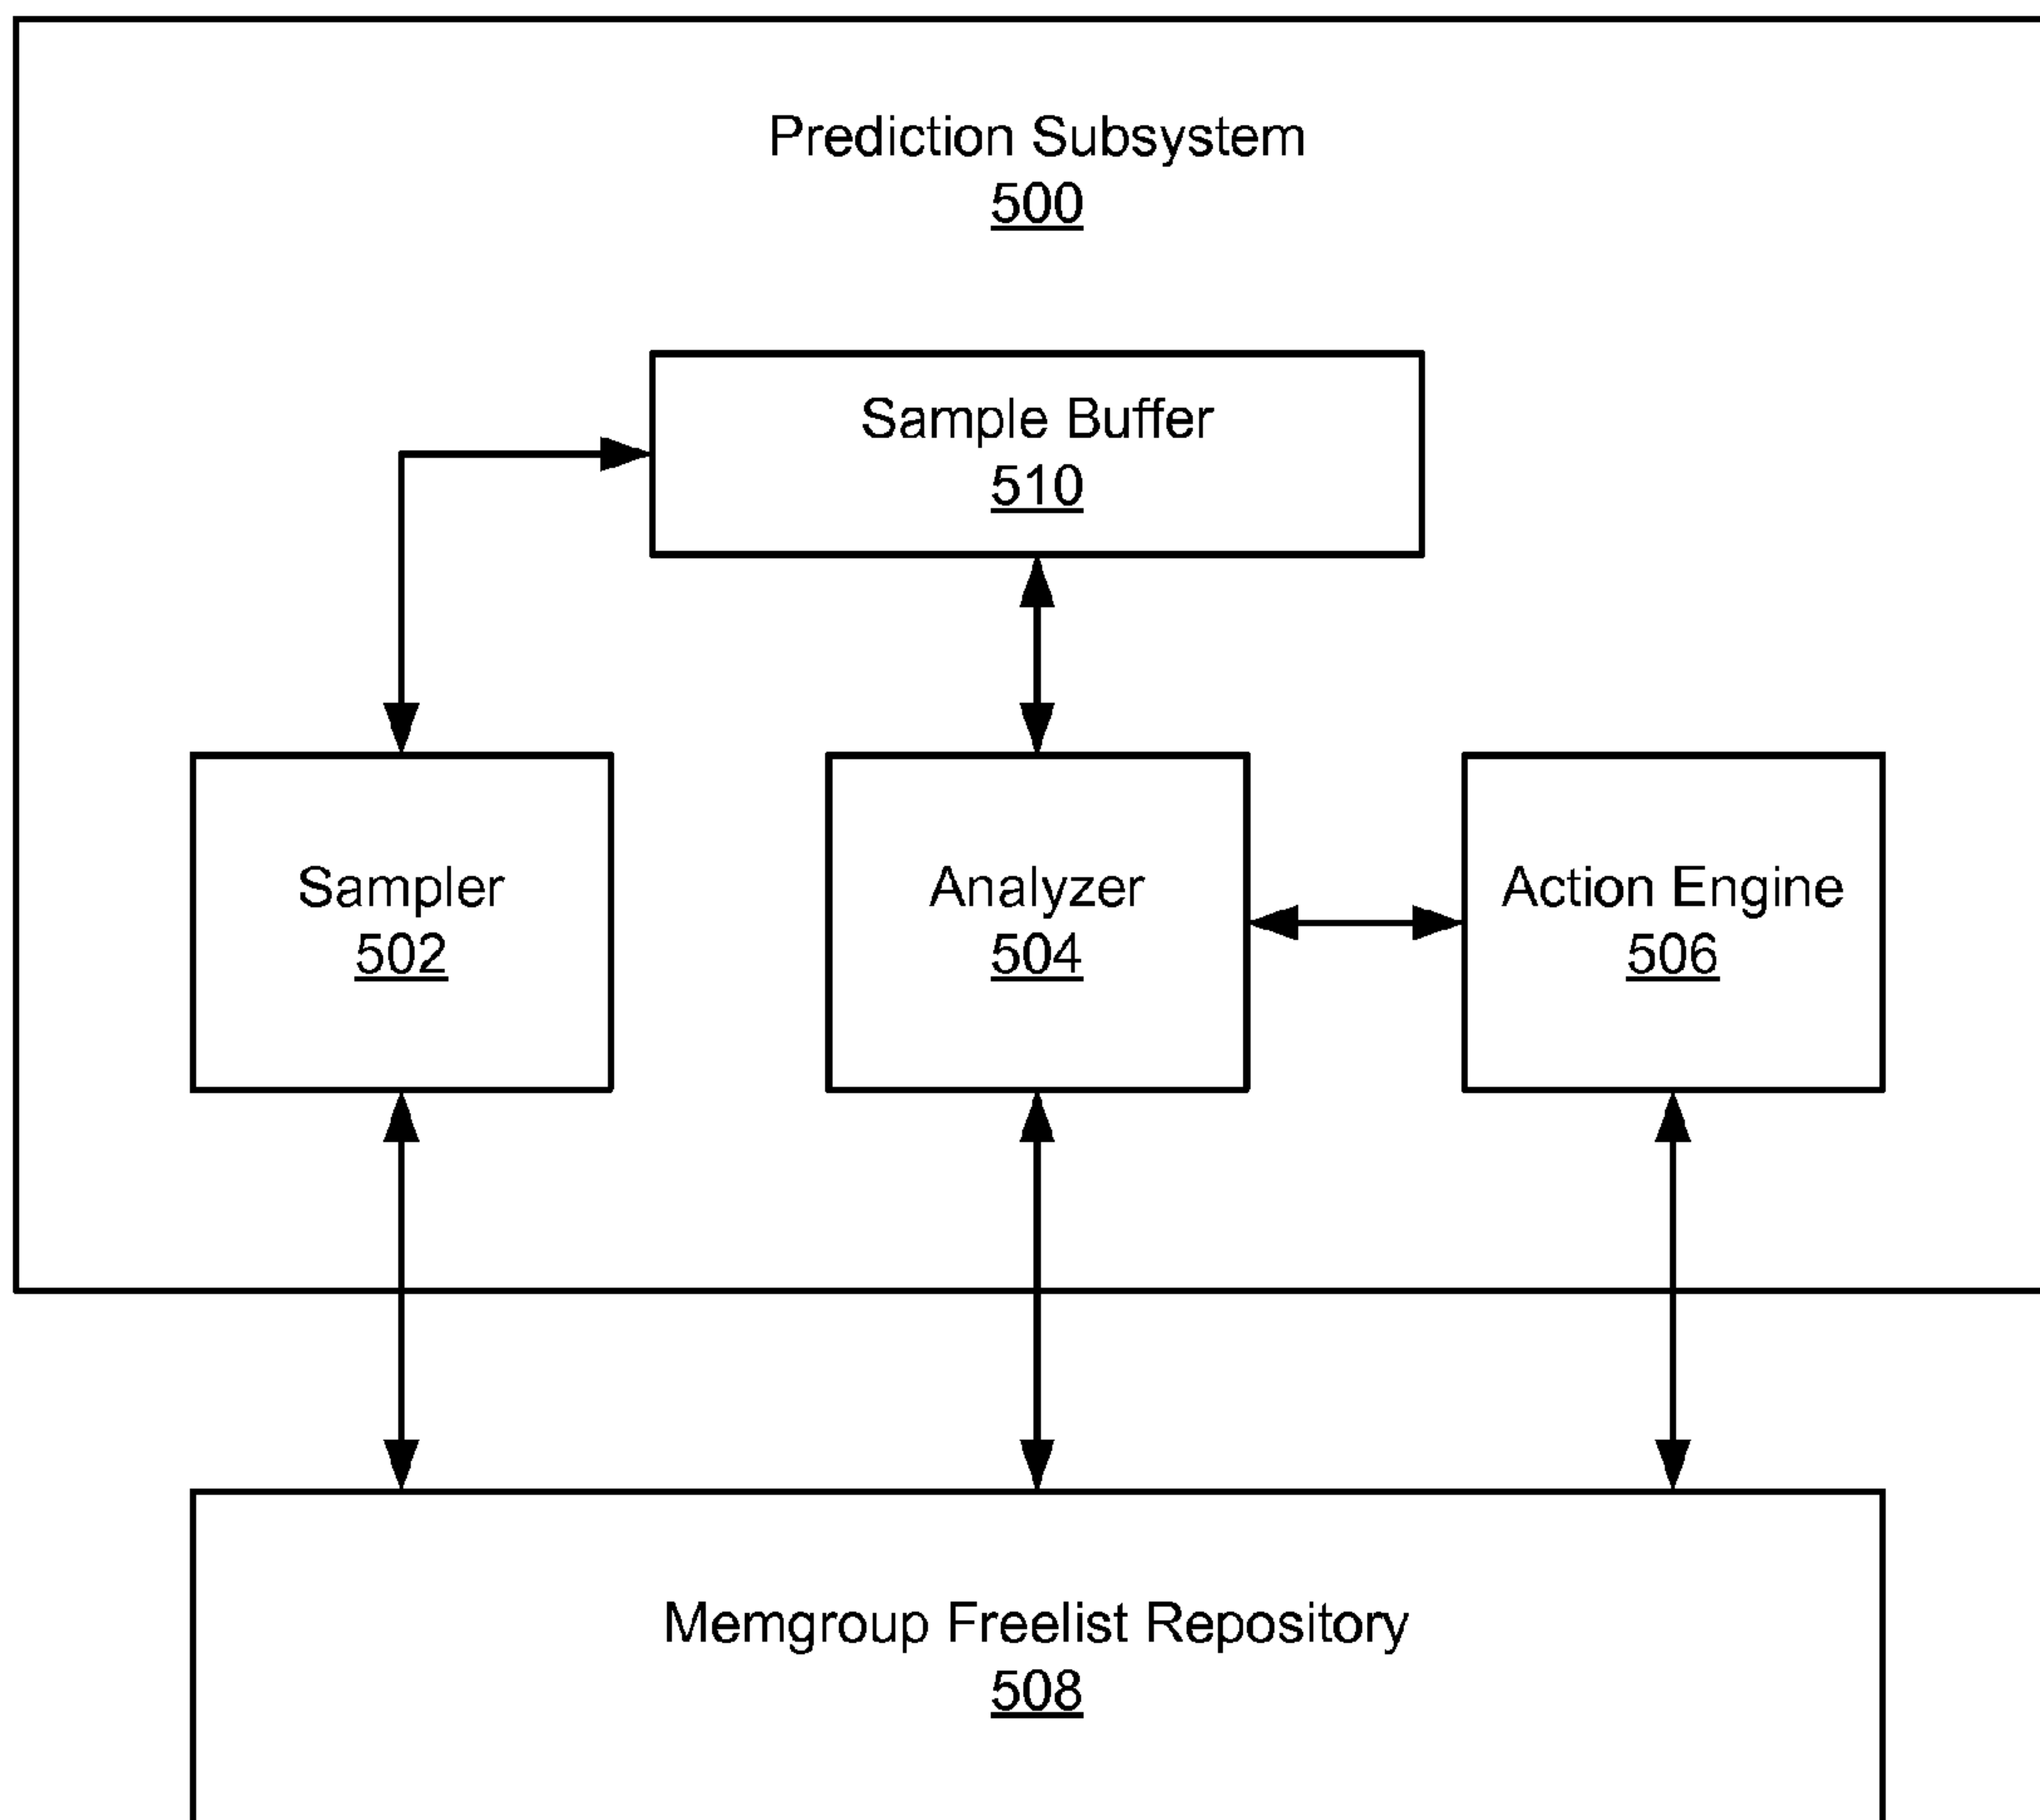 Prediction Subsystem
500
Sample Buffer
510
Sampler
502
Analyzer
504
Action Engine
506
Memgroup Freelist Repository
508